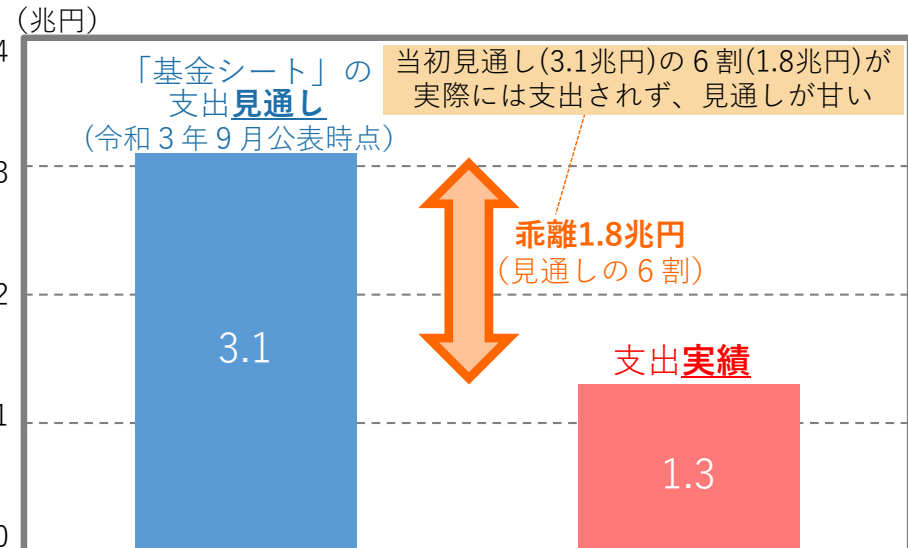 （兆円）
4
3
2
1
0
「基金シート」の
支出見通し
（令和３年９月公表時点）
当初見通し(3.1兆円)の６割(1.8兆円)が
実際には支出されず、見通しが甘い
乖離1.8兆円
（見通しの６割）
3.1
支出実績
1.3